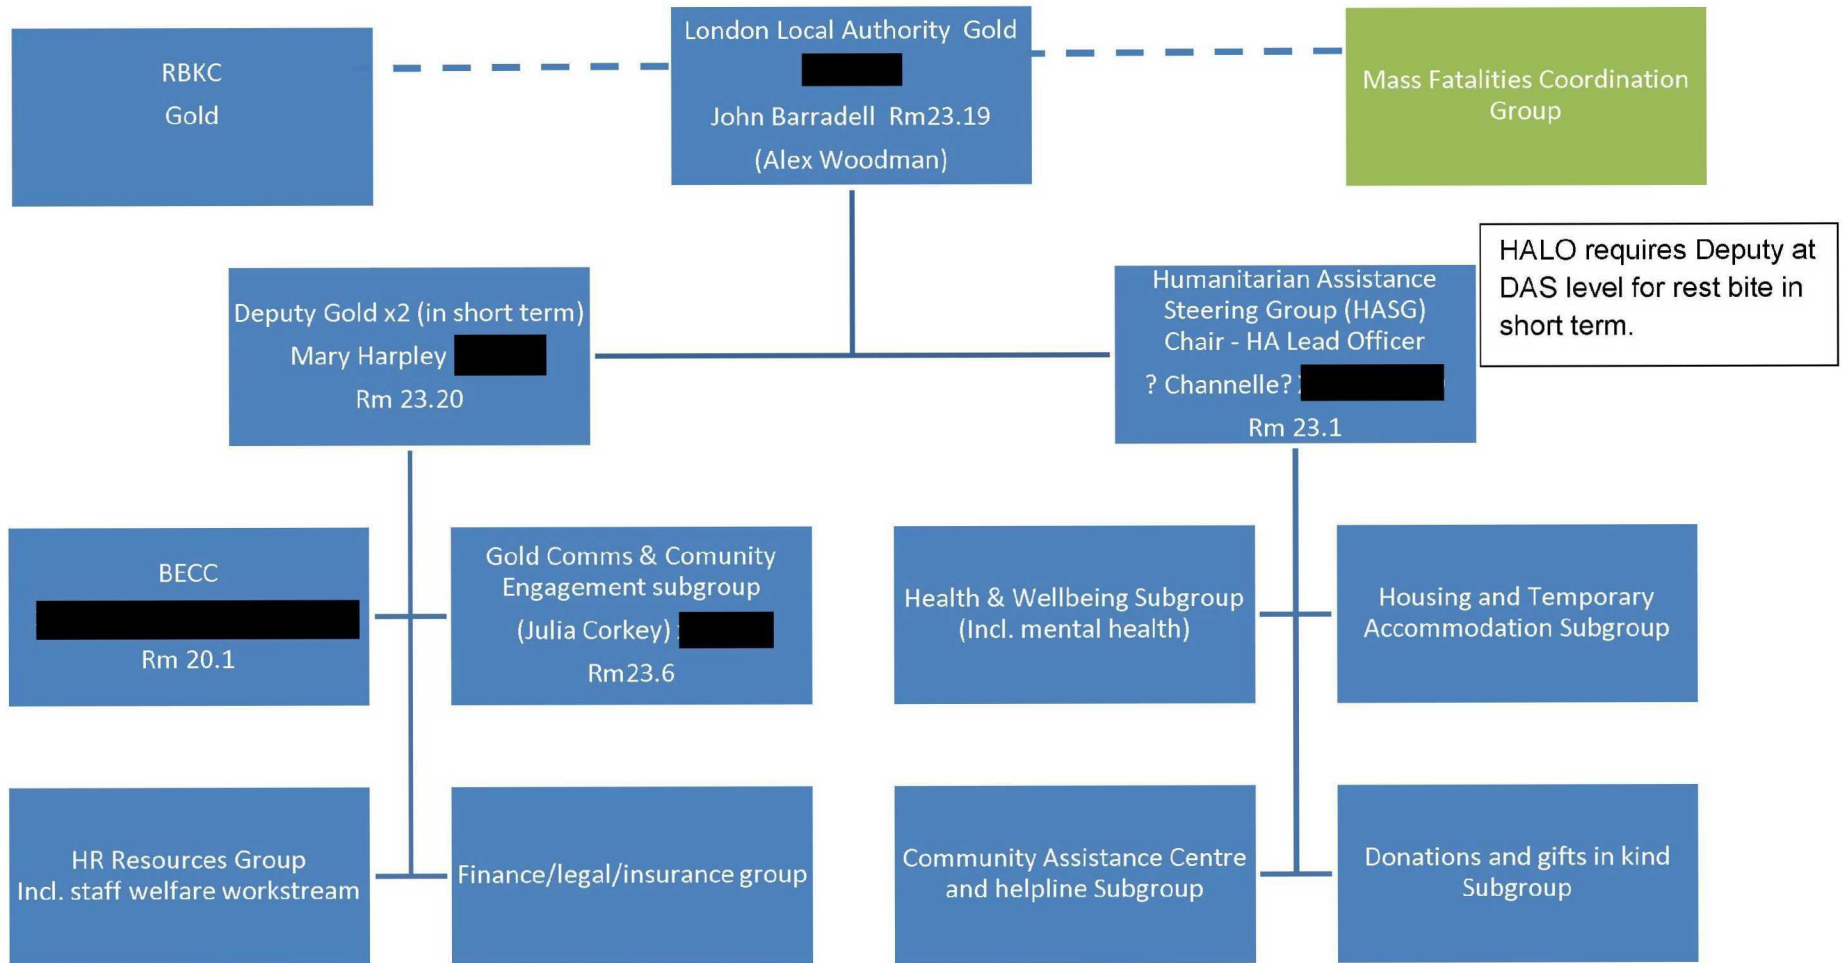 RBKC
Gold
London Local Authority Gold
John Barradell Rm23.19
(Alex Woodman)
Mass Fatalities Coordination
Group
HALO requires Deputy at
DAS level for rest bite in
short term.
Deputy Gold x2 (in short term)
Mary Harpley
Rm 23.20
Humanitarian Assistance
Steering Group (HASG)
Chair - HA Lead Officer
? Channelle?
Rm 23.1
BECC
Rm 20.1
Gold Comms & Comunity
Engagement subgroup
(Julia Corkey)
Rm23.6
Health & Wellbeing Subgroup
(Incl. mental health)
Housing and Temporary
Accommodation Subgroup
HR Resources Group
Incl. staff welfare workstream
Finance/legal/insurance group
Community Assistance Centre
and helpline Subgroup
Donations and gifts in kind
Subgroup